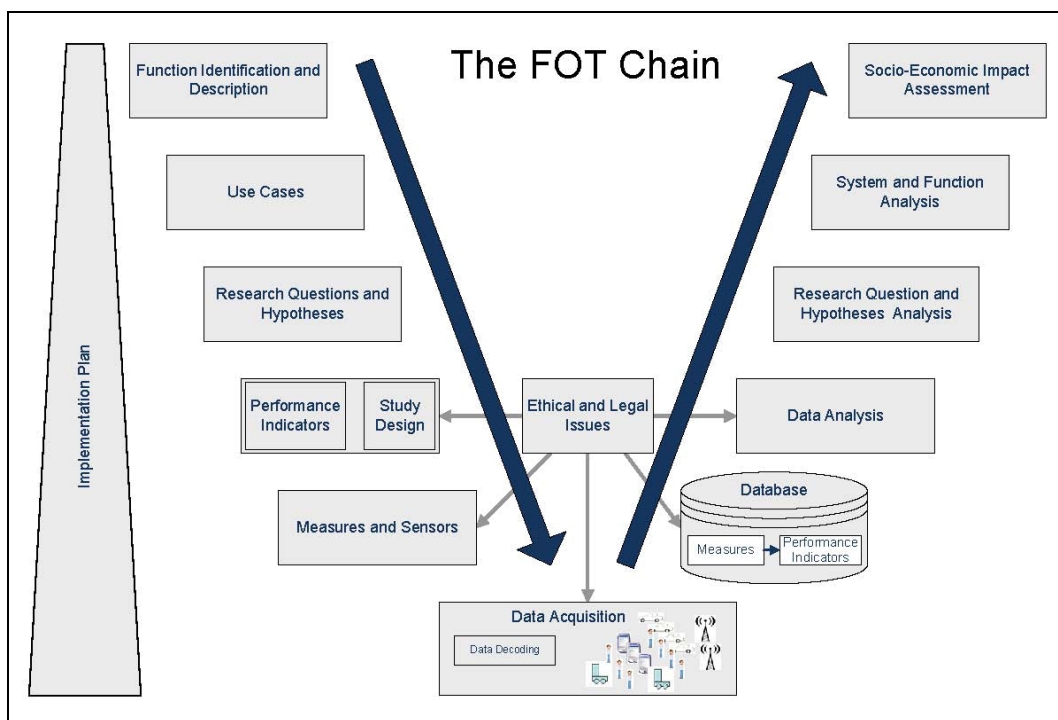 The FOT Chain
Implementation Plan
Function Identification and
Description
Use Cases
Research Questions and
Hypotheses
Performance
Indicators
Study
Design
Measures and Sensors
Ethical and Legal
Issues
Data Acquisition
Data Decoding
Database
Measures
Performance
Indicators
Data Analysis
Research Question and
Hypotheses Analysis
System and Function
Analysis
Socio-Economic Impact
Assessment